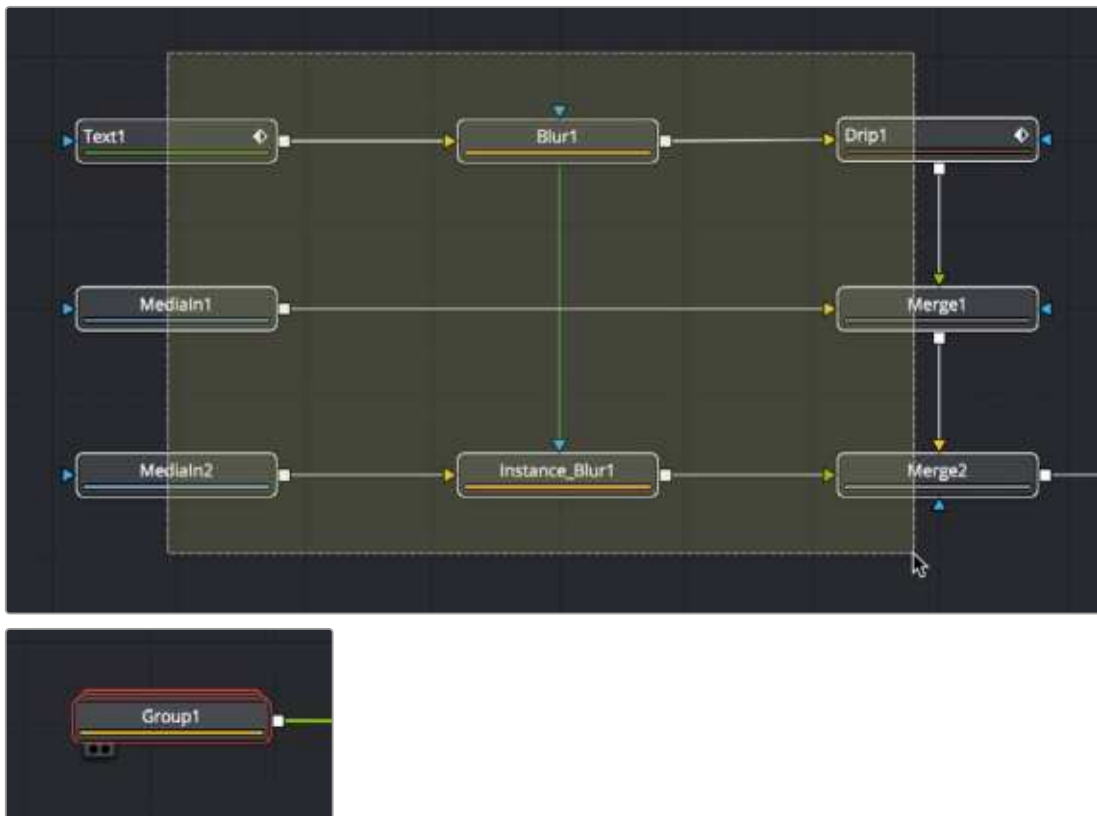 Text1
Blur1
Drip1
MediaIn1
Merge1
MediaIn2
Instance_Blur1
Merge2
Group1